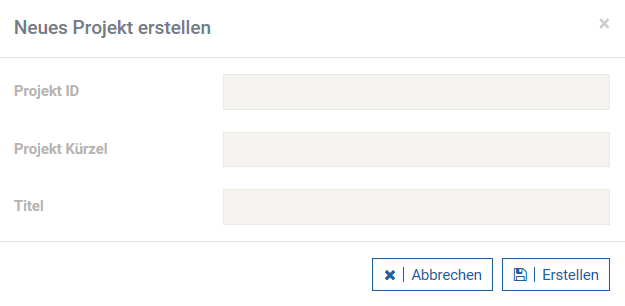 Neues Projekt erstellen ×
Projekt ID
Projekt Kürzel
Titel
Abbrechen Erstellen